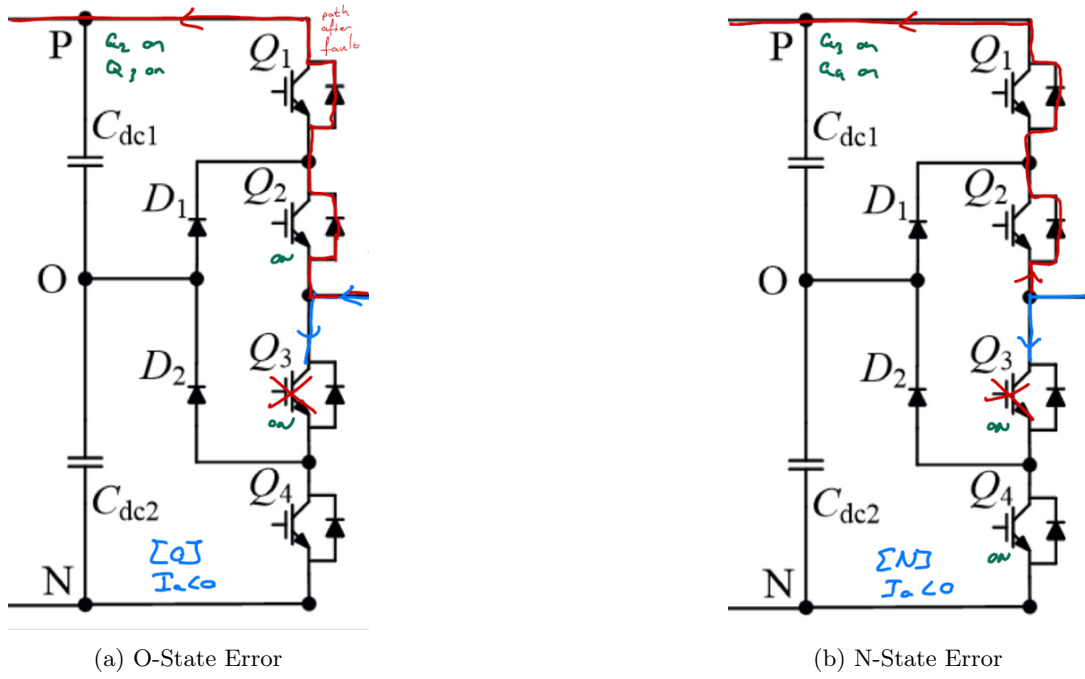 P
Q2 on
Q3 on
path
after
fault
Q1
Cdc1
D1
Q2
ON
O
D2
Q3
ON
Cdc2
Q4
[O]
Ia<0
N
(a) O-State Error
P
Q3 on
Q4 on
Q1
Cdc1
D1
Q2
O
D2
Q3
ON
Cdc2
Q4
ON
[N]
Ia<0
N
(b) N-State Error